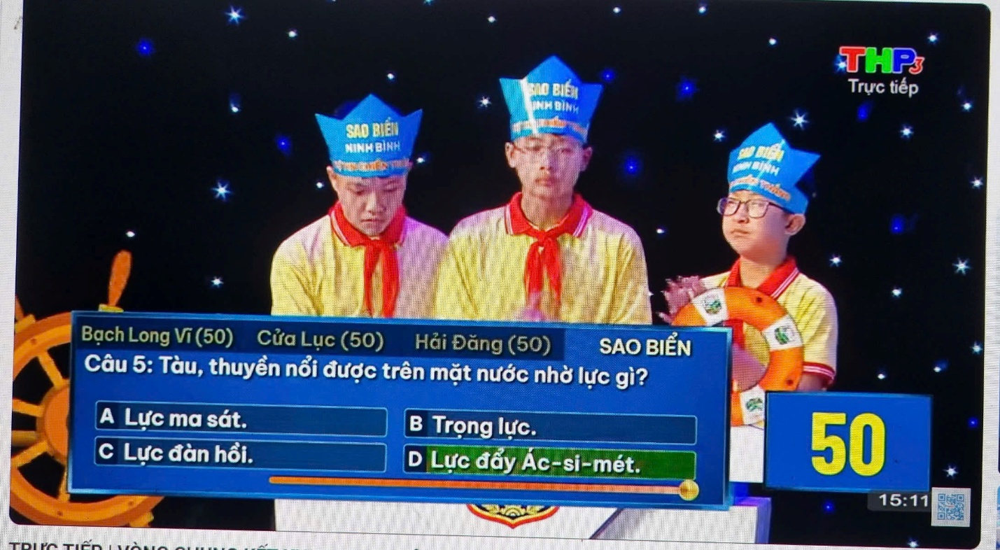 THP3
Trực tiếp
SAO BIỂN
NINH BÌNH
SAO BIỂN
NINH BÌNH
SAO BIỂN
NINH BÌNH
Bạch Long Vĩ (50) Cửa Lục (50) Hải Đăng (50) SAO BIỂN
Câu 5: Tàu, thuyền nổi được trên mặt nước nhờ lực gì?
A Lực ma sát.
B Trọng lực.
C Lực đàn hồi.
D Lực đẩy Ác-si-mét.
50
15:11
TRỰC TIẾP | VÒNG CHUNG KẾT